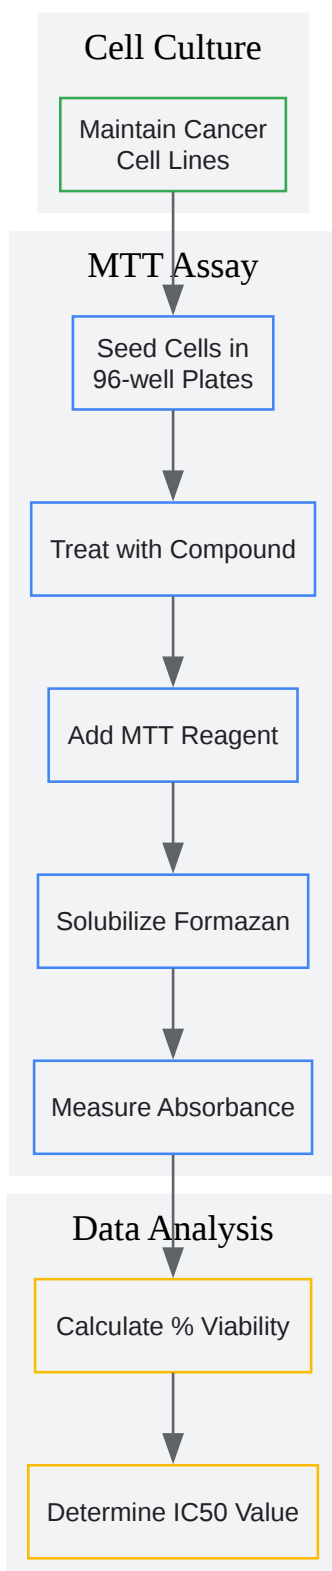 Cell Culture
Maintain Cancer
Cell Lines
MTT Assay
Seed Cells in
96-well Plates
Treat with Compound
Add MTT Reagent
Solubilize Formazan
Measure Absorbance
Data Analysis
Calculate % Viability
Determine IC50 Value